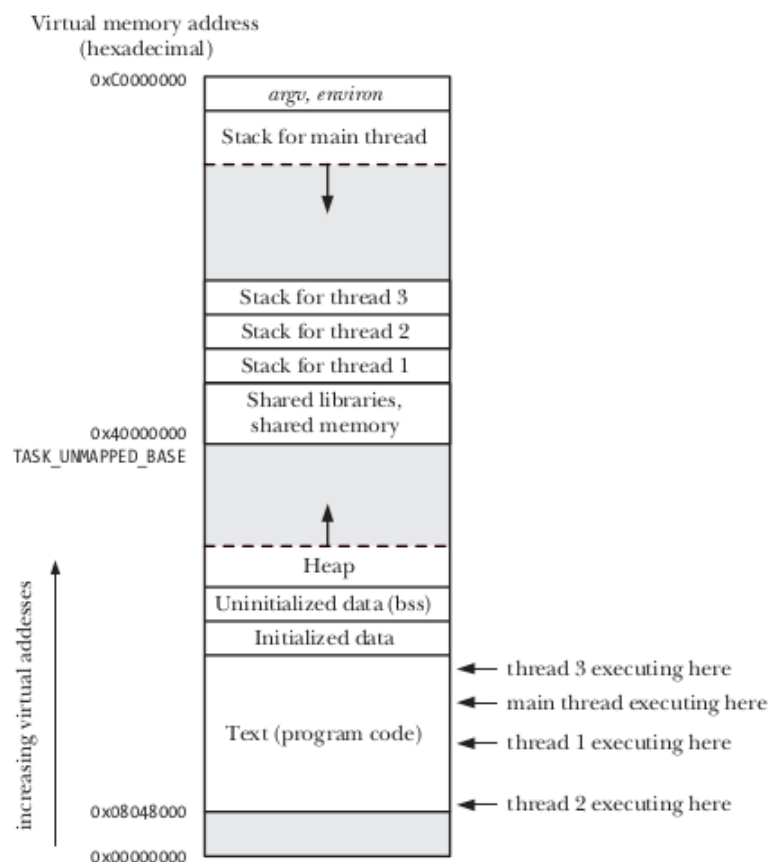 Virtual memory address
(hexadecimal)
0xC0000000
argv, environ
Stack for main thread
Stack for thread 3
Stack for thread 2
Stack for thread 1
Shared libraries,
shared memory
0x40000000
TASK_UNMAPPED_BASE
Heap
Uninitialized data (bss)
Initialized data
thread 3 executing here
main thread executing here
Text (program code)
thread 1 executing here
thread 2 executing here
0x08048000
0x00000000
increasing virtual addesses